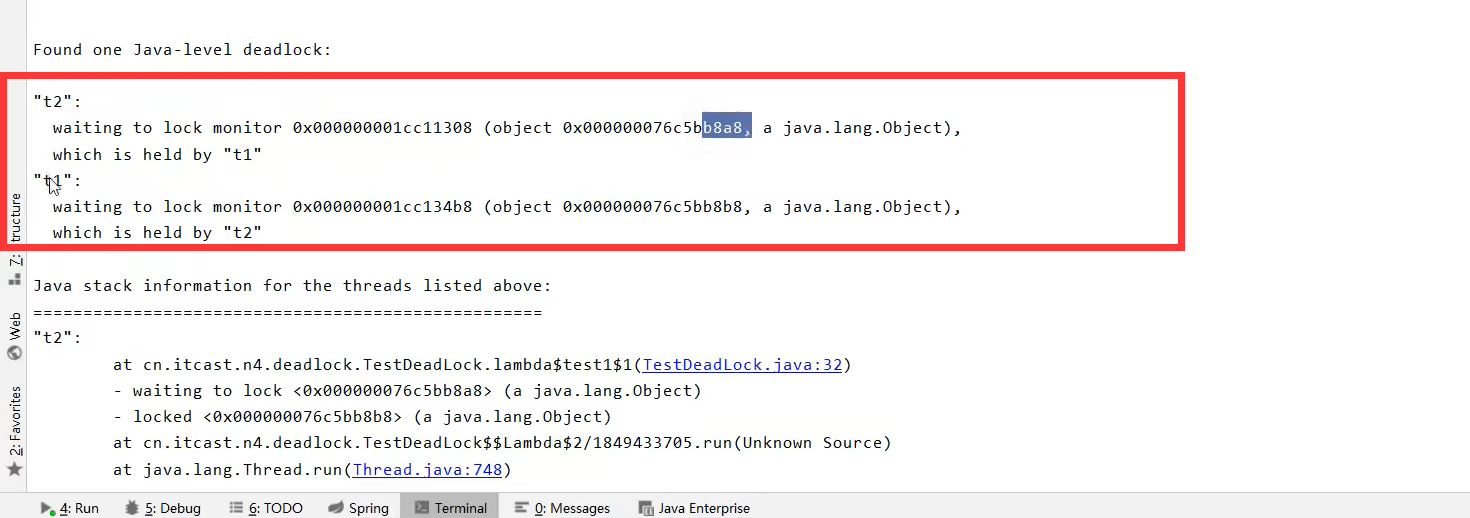 Found one Java-level deadlock:
"t2":
waiting to lock monitor 0x000000001cc11308 (object 0x000000076c5bb8a8, a java.lang.Object),
which is held by "t1"
"t1":
waiting to lock monitor 0x000000001cc134b8 (object 0x000000076c5bb8b8, a java.lang.Object),
which is held by "t2"
Java stack information for the threads listed above:
===================================================
"t2":
at cn.itcast.n4.deadlock.TestDeadLock.lambda$test1$1(TestDeadLock.java:32)
- waiting to lock <0x000000076c5bb8a8> (a java.lang.Object)
- locked <0x000000076c5bb8b8> (a java.lang.Object)
at cn.itcast.n4.deadlock.TestDeadLock$$Lambda$2/1849433705.run(Unknown Source)
at java.lang.Thread.run(Thread.java:748)
7: tructure
Web
2: Favorites
4: Run
5: Debug
6: TODO
Spring
Terminal
0: Messages
Java Enterprise